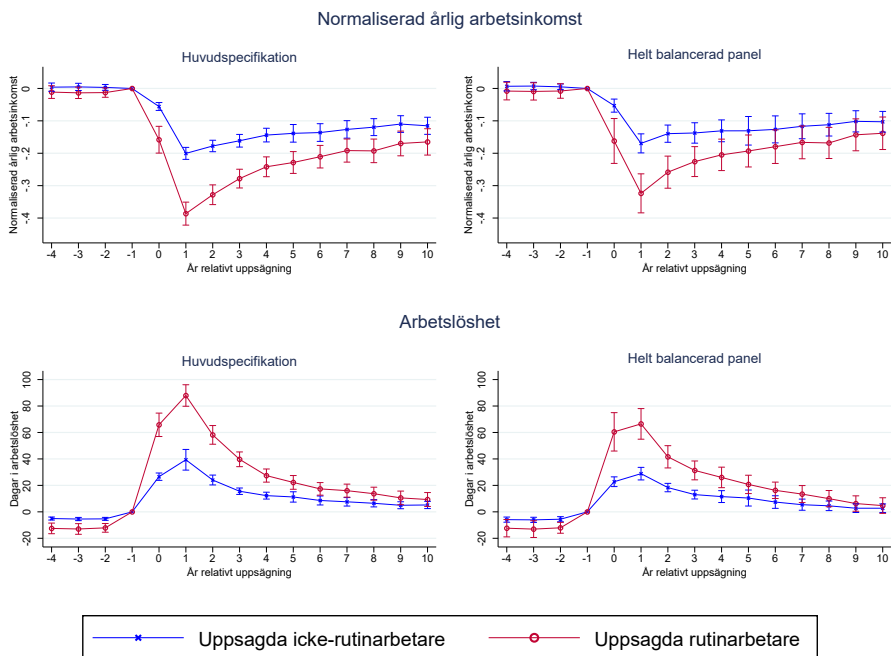 Normaliserad årlig arbetsinkomst
Huvudspecifikation
Normaliserad årlig arbetsinkomst
0
-.1
-.2
-.3
-.4
-4 -3 -2 -1 0 1 2 3 4 5 6 7 8 9 10
År relativt uppsägning
Helt balancerad panel
Normaliserad årlig arbetsinkomst
0
-.1
-.2
-.3
-.4
-4 -3 -2 -1 0 1 2 3 4 5 6 7 8 9 10
År relativt uppsägning
Arbetslöshet
Huvudspecifikation
Dagar i arbetslöshet
100
80
60
40
20
0
-20
-4 -3 -2 -1 0 1 2 3 4 5 6 7 8 9 10
År relativt uppsägning
Helt balancerad panel
Dagar i arbetslöshet
100
80
60
40
20
0
-20
-4 -3 -2 -1 0 1 2 3 4 5 6 7 8 9 10
År relativt uppsägning
Uppsagda icke-rutinarbetare
Uppsagda rutinarbetare